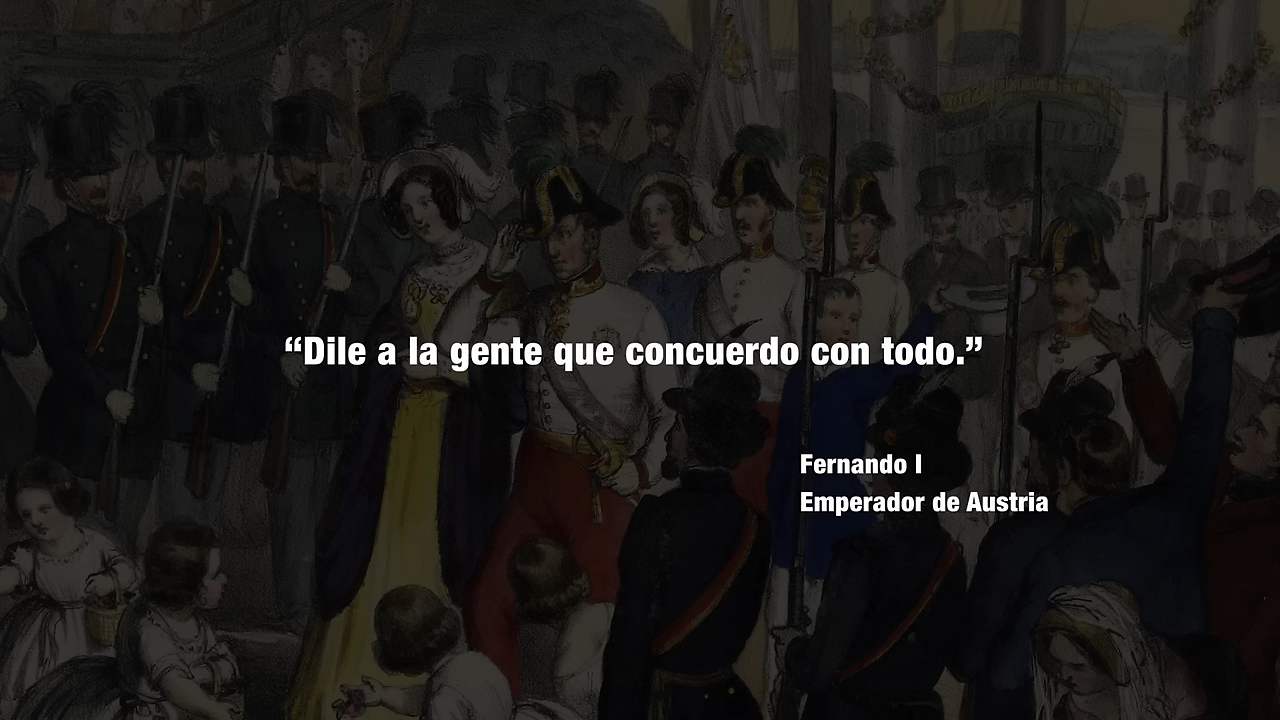 “Dile a la gente que concuerdo con todo.”
Fernando I
Emperador de Austria